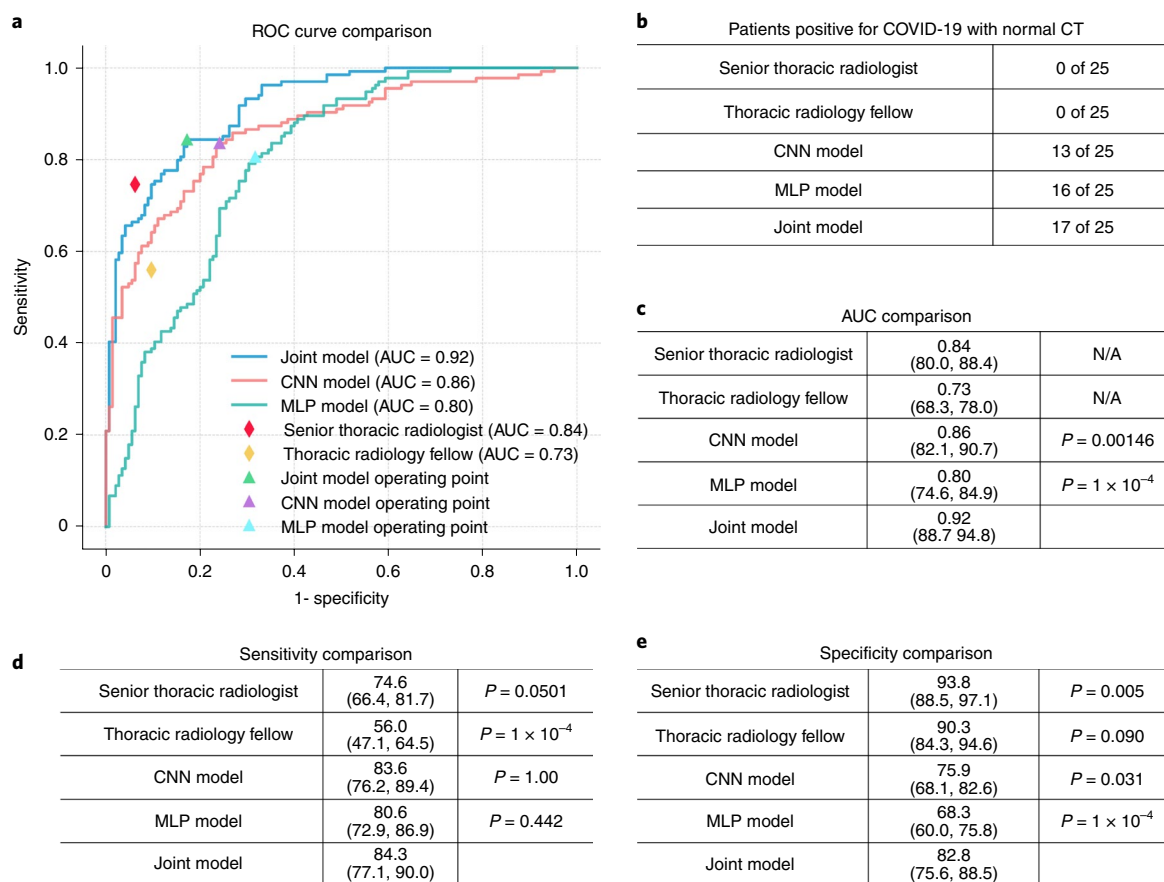 a
ROC curve comparison
1.0
0.8
0.6
0.4
0.2
0
Sensitivity
0 0.2 0.4 0.6 0.8 1.0
1- specificity
Joint model (AUC = 0.92)
CNN model (AUC = 0.86)
MLP model (AUC = 0.80)
Senior thoracic radiologist (AUC = 0.84)
Thoracic radiology fellow (AUC = 0.73)
Joint model operating point
CNN model operating point
MLP model operating point
b
Patients positive for COVID-19 with normal CT
Senior thoracic radiologist 0 of 25
Thoracic radiology fellow 0 of 25
CNN model 13 of 25
MLP model 16 of 25
Joint model 17 of 25
c
AUC comparison
Senior thoracic radiologist 0.84 N/A
(80.0, 88.4)
Thoracic radiology fellow 0.73 N/A
(68.3, 78.0)
CNN model 0.86 P = 0.00146
(82.1, 90.7)
MLP model 0.80 P = 1 × 10⁻⁴
(74.6, 84.9)
Joint model 0.92
(88.7 94.8)
d
Sensitivity comparison
Senior thoracic radiologist 74.6 P = 0.0501
(66.4, 81.7)
Thoracic radiology fellow 56.0 P = 1 × 10⁻⁴
(47.1, 64.5)
CNN model 83.6 P = 1.00
(76.2, 89.4)
MLP model 80.6 P = 0.442
(72.9, 86.9)
Joint model 84.3
(77.1, 90.0)
e
Specificity comparison
Senior thoracic radiologist 93.8 P = 0.005
(88.5, 97.1)
Thoracic radiology fellow 90.3 P = 0.090
(84.3, 94.6)
CNN model 75.9 P = 0.031
(68.1, 82.6)
MLP model 68.3 P = 1 × 10⁻⁴
(60.0, 75.8)
Joint model 82.8
(75.6, 88.5)